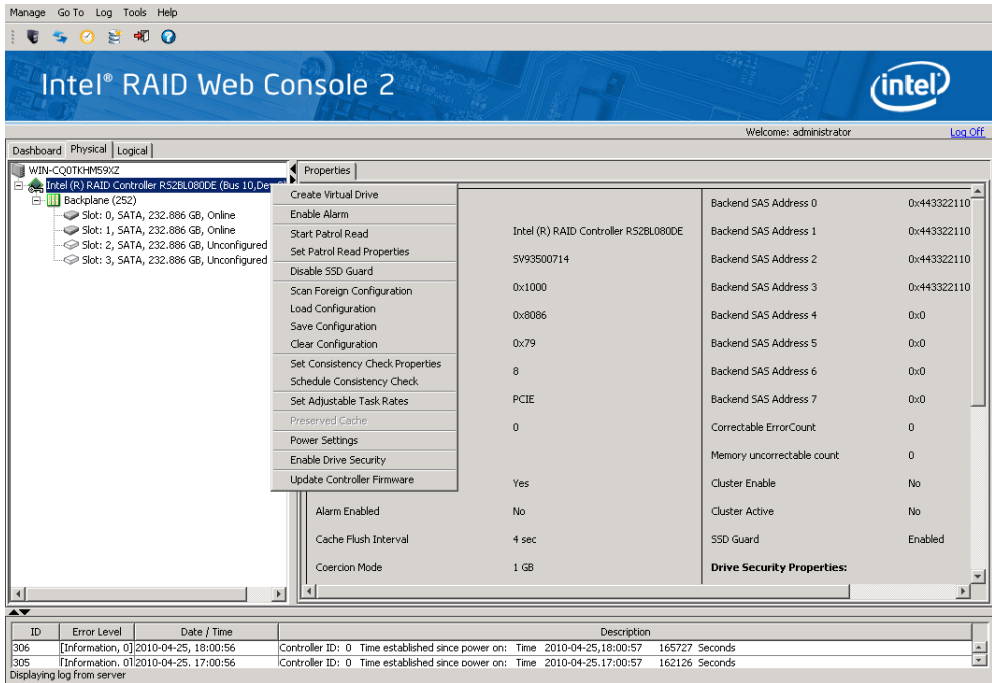 Manage Go To Log Tools Help
Intel® RAID Web Console 2
intel
Welcome: administrator Log Off
Dashboard Physical Logical
WIN-CQ0TKHM59XZ
Intel (R) RAID Controller RS2BL080DE (Bus 10,Dev
Backplane (252)
Slot: 0, SATA, 232.886 GB, Online
Slot: 1, SATA, 232.886 GB, Online
Slot: 2, SATA, 232.886 GB, Unconfigured
Slot: 3, SATA, 232.886 GB, Unconfigured
Create Virtual Drive
Enable Alarm
Start Patrol Read
Set Patrol Read Properties
Disable SSD Guard
Scan Foreign Configuration
Load Configuration
Save Configuration
Clear Configuration
Set Consistency Check Properties
Schedule Consistency Check
Set Adjustable Task Rates
Preserved Cache
Power Settings
Enable Drive Security
Update Controller Firmware
Properties
Backend SAS Address 0 0x443322110
Intel (R) RAID Controller RS2BL080DE Backend SAS Address 1 0x443322110
SV93500714 Backend SAS Address 2 0x443322110
0x1000 Backend SAS Address 3 0x443322110
0x8086 Backend SAS Address 4 0x0
0x79 Backend SAS Address 5 0x0
8 Backend SAS Address 6 0x0
PCIE Backend SAS Address 7 0x0
0 Correctable ErrorCount 0
Memory uncorrectable count 0
Yes Cluster Enable No
Alarm Enabled No Cluster Active No
Cache Flush Interval 4 sec SSD Guard Enabled
Coercion Mode 1 GB Drive Security Properties:
ID Error Level Date / Time Description
306 [Information, 0] 2010-04-25, 18:00:56 Controller ID: 0 Time established since power on: Time 2010-04-25,18:00:57 165727 Seconds
305 [Information, 0] 2010-04-25, 17:00:56 Controller ID: 0 Time established since power on: Time 2010-04-25,17:00:57 162126 Seconds
Displaying log from server